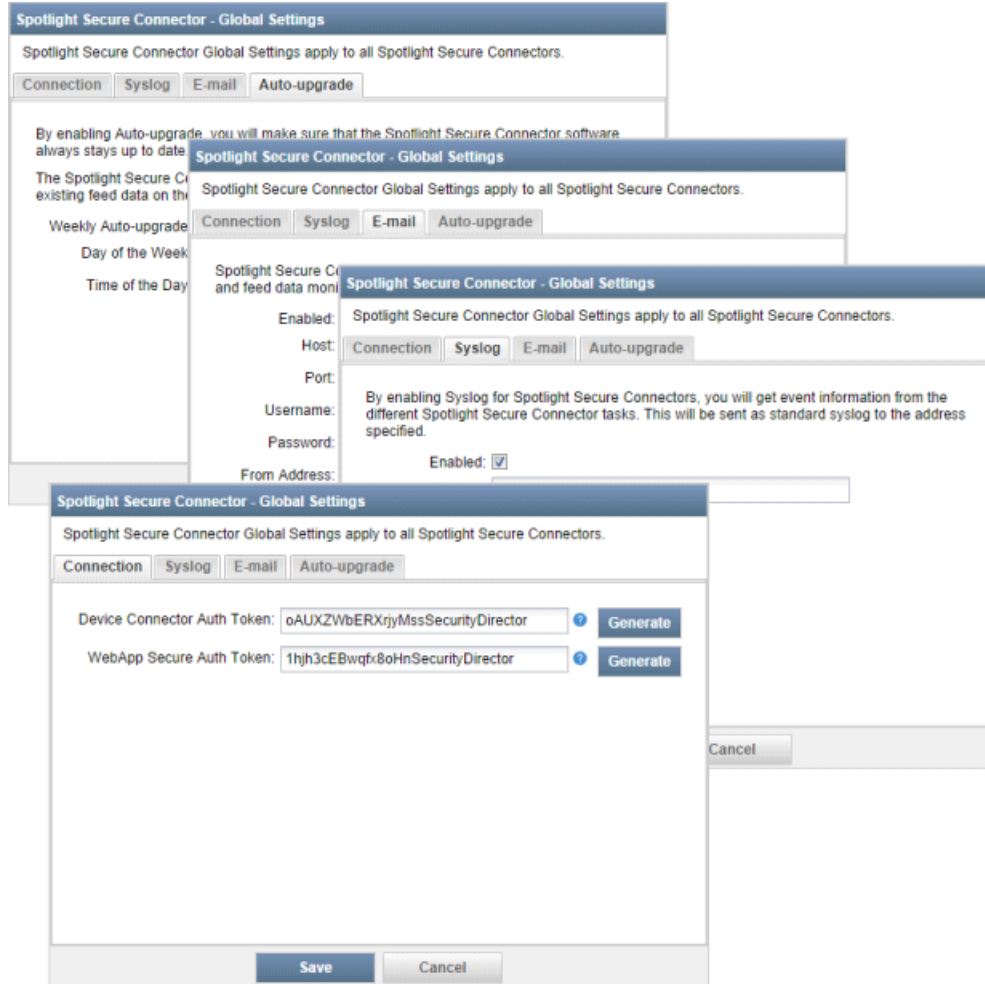 Spotlight Secure Connector - Global Settings
Spotlight Secure Connector Global Settings apply to all Spotlight Secure Connectors.
Connection Syslog E-mail Auto-upgrade
By enabling Auto-upgrade, you will make sure that the Spotlight Secure Connector software
always stays up to date.
The Spotlight Secure
existing feed data on the
Weekly Auto-upgrade
Day of the Week
Time of the Day
Spotlight Secure Connector - Global Settings
Spotlight Secure Connector Global Settings apply to all Spotlight Secure Connectors.
Connection Syslog E-mail Auto-upgrade
Spotlight Secure
and feed data
Enabled:
Host:
Port:
Username:
Password:
From Address:
Spotlight Secure Connector - Global Settings
Spotlight Secure Connector Global Settings apply to all Spotlight Secure Connectors.
Connection Syslog E-mail Auto-upgrade
By enabling Syslog for Spotlight Secure Connectors, you will get event information from the
different Spotlight Secure Connector tasks. This will be sent as standard syslog to the address
specified.
Enabled:
Cancel
Spotlight Secure Connector - Global Settings
Spotlight Secure Connector Global Settings apply to all Spotlight Secure Connectors.
Connection Syslog E-mail Auto-upgrade
Device Connector Auth Token: oAUXZWbERXrjyMssSecurityDirector ? Generate
WebApp Secure Auth Token: 1hjh3cEBwqfx8oHnSecurityDirector ? Generate
Save Cancel